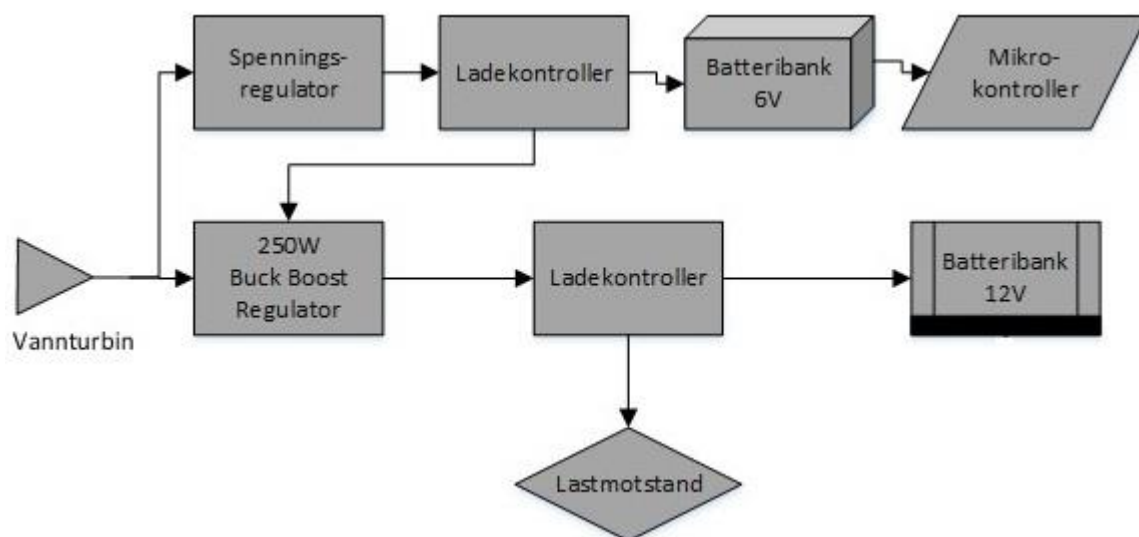 Spennings-
regulator
Ladekontroller
Batteribank
6V
Mikro-
kontroller
Vannturbin
250W
Buck Boost
Regulator
Ladekontroller
Batteribank
12V
Lastmotstand